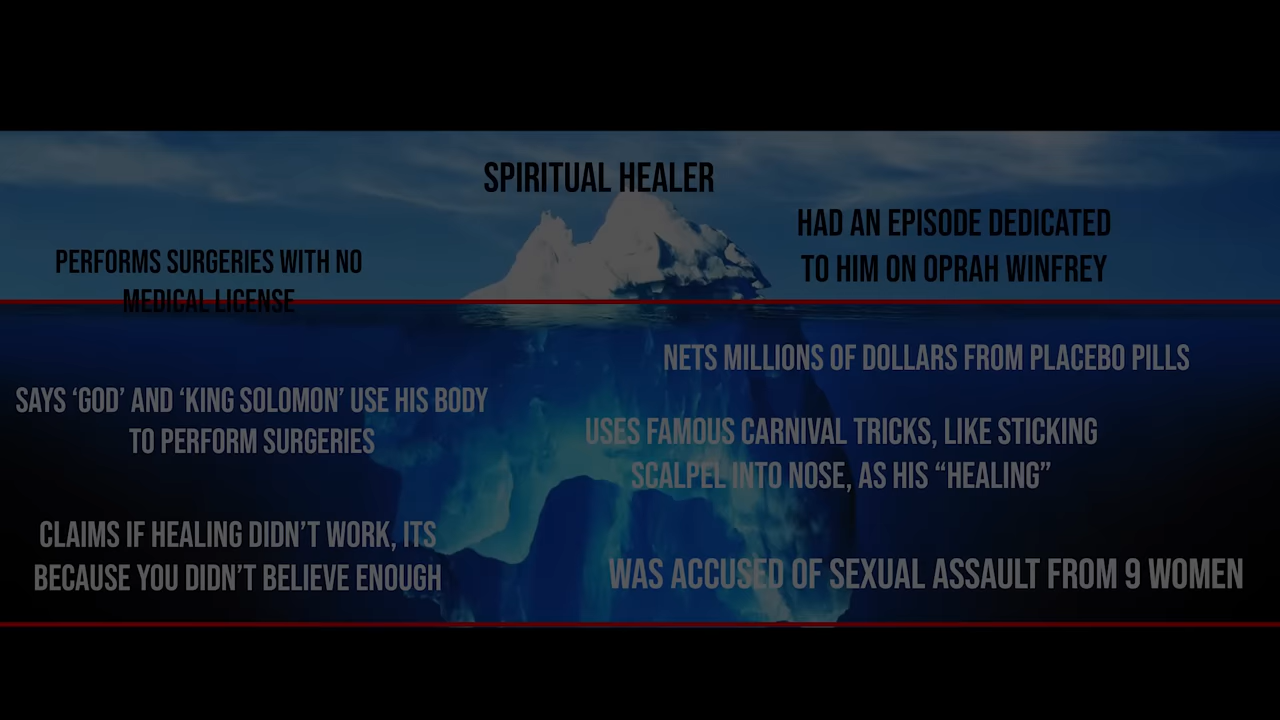 SPIRITUAL HEALER
HAD AN EPISODE DEDICATED
TO HIM ON OPRAH WINFREY
PERFORMS SURGERIES WITH NO
MEDICAL LICENSE
NETS MILLIONS OF DOLLARS FROM PLACEBO PILLS
SAYS ‘GOD’ AND ‘KING SOLOMON’ USE HIS BODY
TO PERFORM SURGERIES
USES FAMOUS CARNIVAL TRICKS, LIKE STICKING
SCALPEL INTO NOSE, AS HIS “HEALING”
CLAIMS IF HEALING DIDN’T WORK, ITS
BECAUSE YOU DIDN’T BELIEVE ENOUGH
WAS ACCUSED OF SEXUAL ASSAULT FROM 9 WOMEN